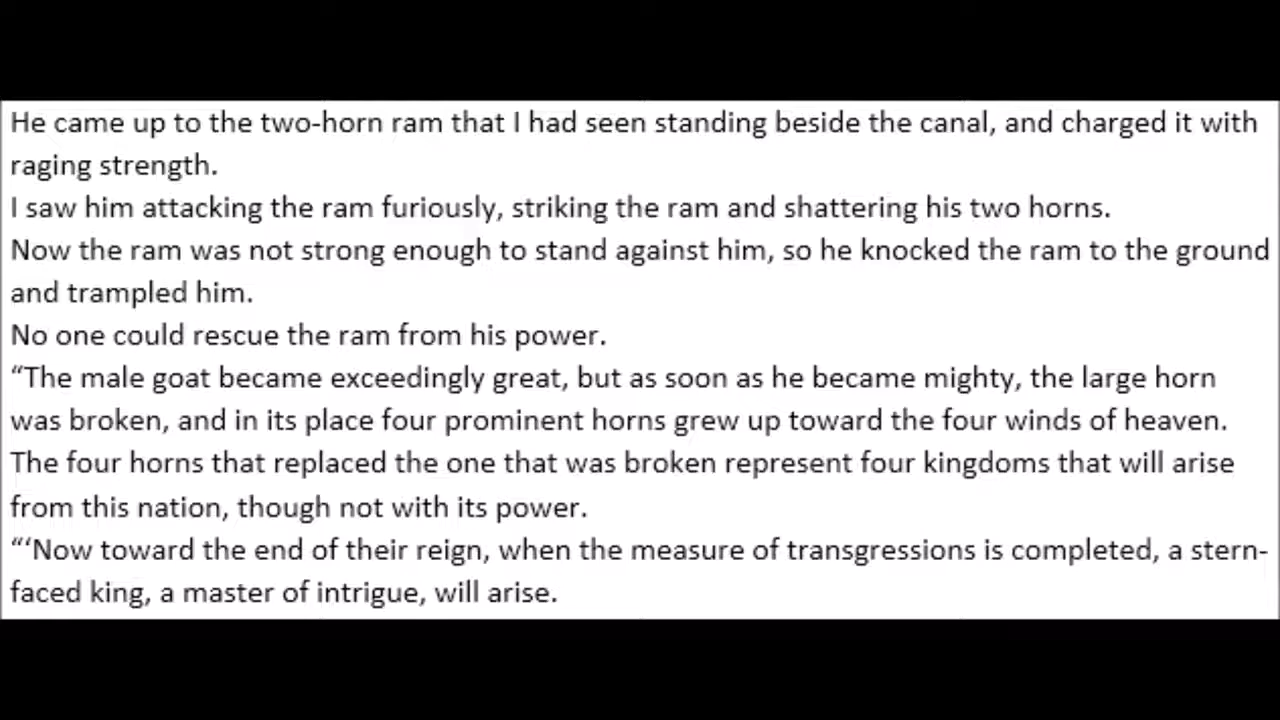 He came up to the two-horn ram that I had seen standing beside the canal, and charged it with
raging strength.
I saw him attacking the ram furiously, striking the ram and shattering his two horns.
Now the ram was not strong enough to stand against him, so he knocked the ram to the ground
and trampled him.
No one could rescue the ram from his power.
“The male goat became exceedingly great, but as soon as he became mighty, the large horn
was broken, and in its place four prominent horns grew up toward the four winds of heaven.
The four horns that replaced the one that was broken represent four kingdoms that will arise
from this nation, though not with its power.
“‘Now toward the end of their reign, when the measure of transgressions is completed, a stern-
faced king, a master of intrigue, will arise.